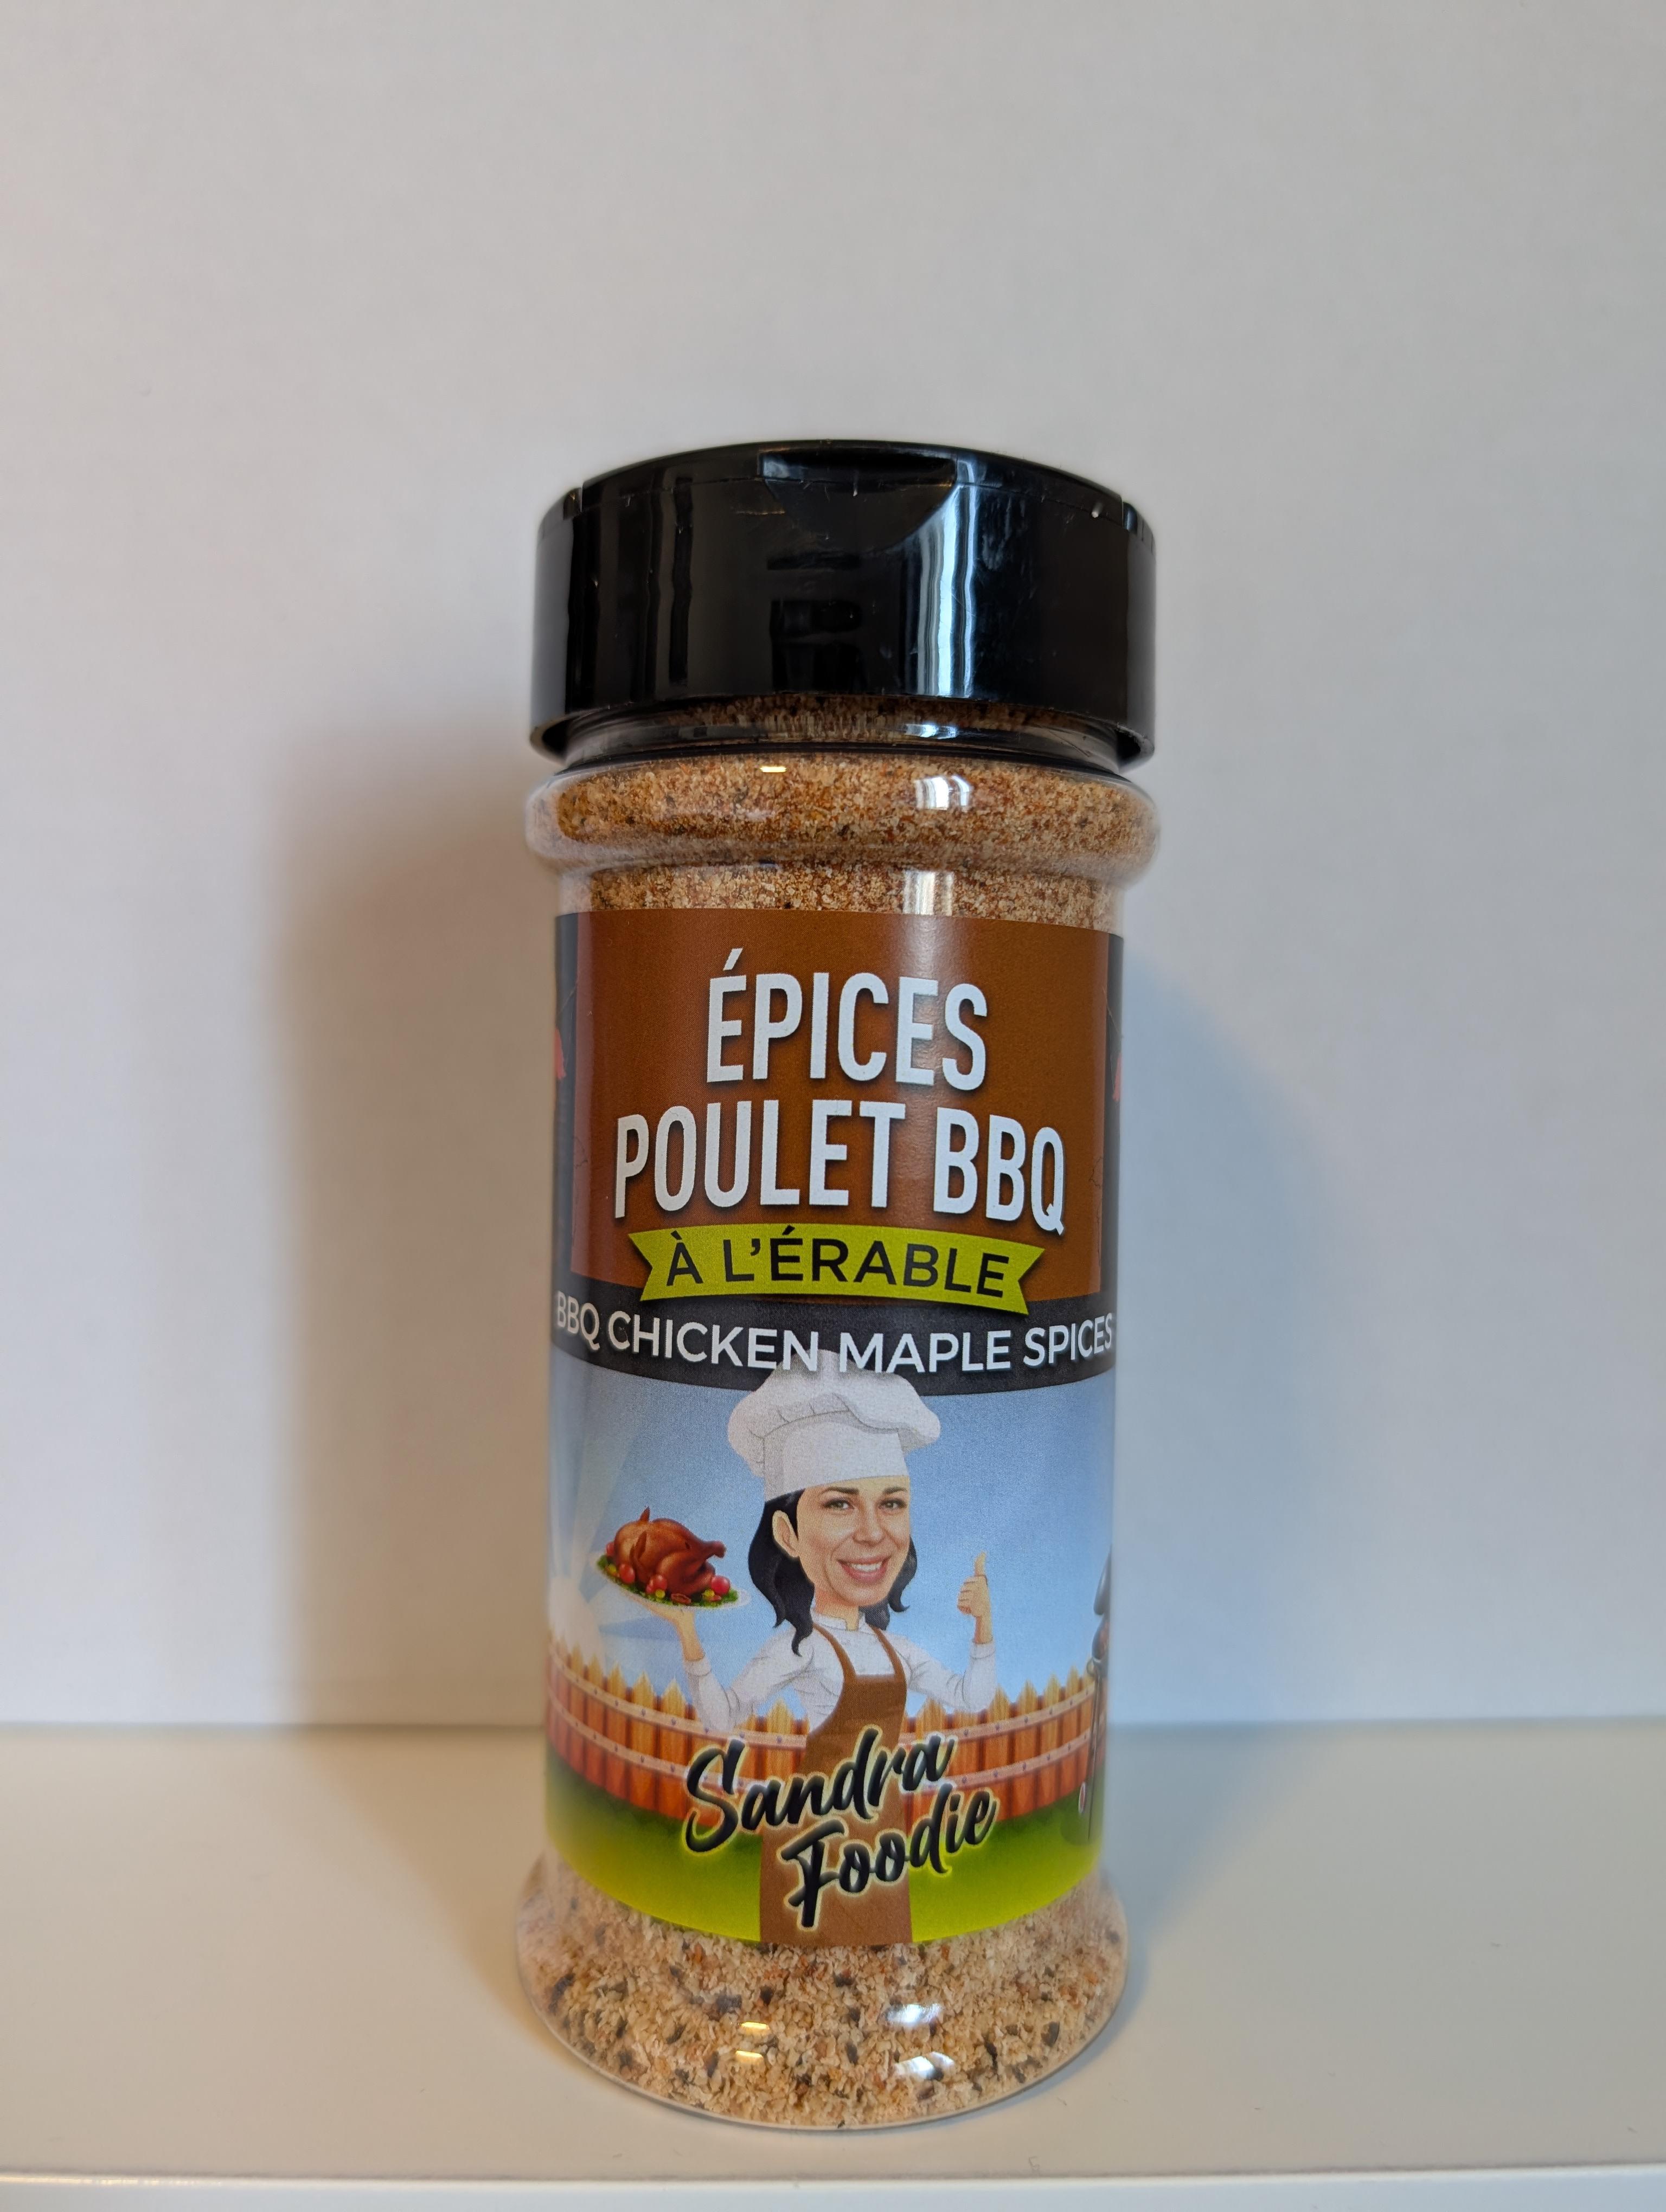 ÉPICES
POULET BBQ
À L'ÉRABLE
BBQ CHICKEN MAPLE SPICES
Sandra
Foodie